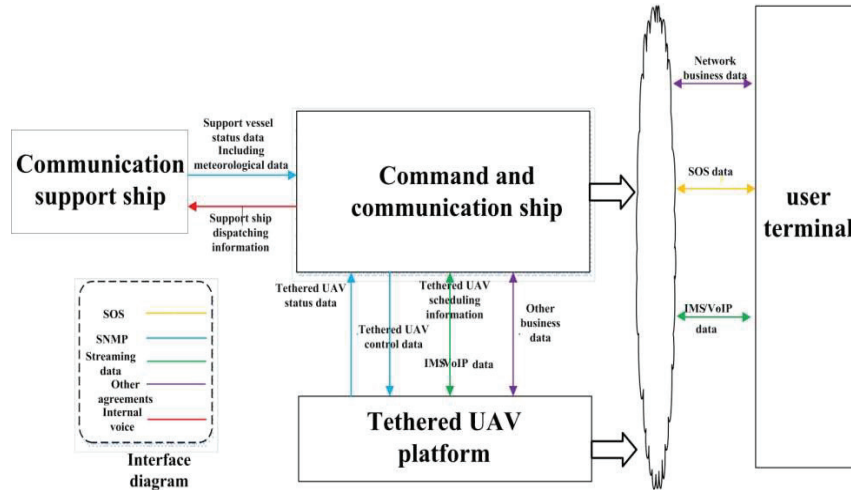 Communication
support ship
Support vessel
status data
Including
meteorological data
Support ship
dispatching
information
Command and
communication ship
Network
business data
SOS data
IMS/VoIP
data
user
terminal
Tethered UAV
status data
Tethered UAV
control data
Tethered UAV
scheduling
information
IMS/VoIP data
Other
business
data
Tethered UAV
platform
SOS
SNMP
Streaming
data
Other
agreements
Internal
voice
Interface
diagram